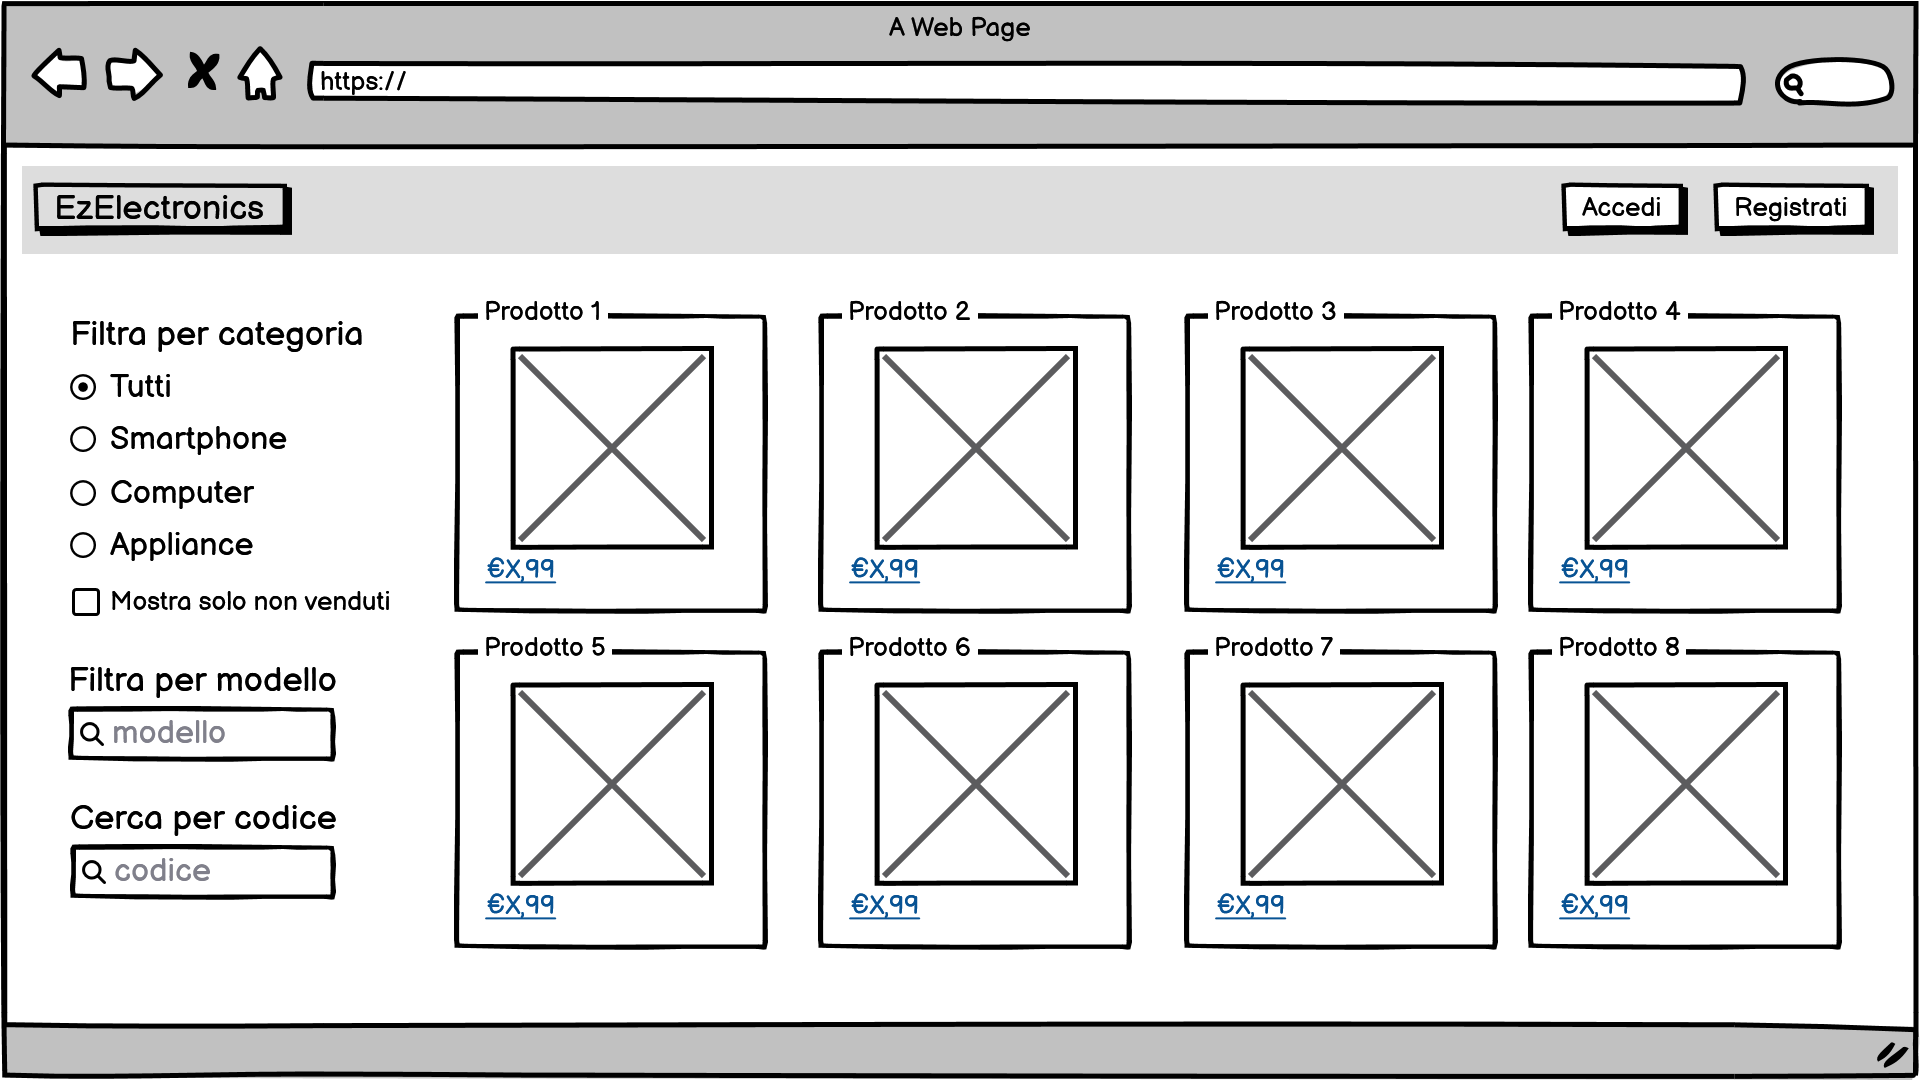 A Web Page
https://
EzElectronics
Accedi
Registrati
Filtra per categoria
Tutti
Smartphone
Computer
Appliance
Mostra solo non venduti
Filtra per modello
modello
Cerca per codice
codice
Prodotto 1
€X,99
Prodotto 2
€X,99
Prodotto 3
€X,99
Prodotto 4
€X,99
Prodotto 5
€X,99
Prodotto 6
€X,99
Prodotto 7
€X,99
Prodotto 8
€X,99